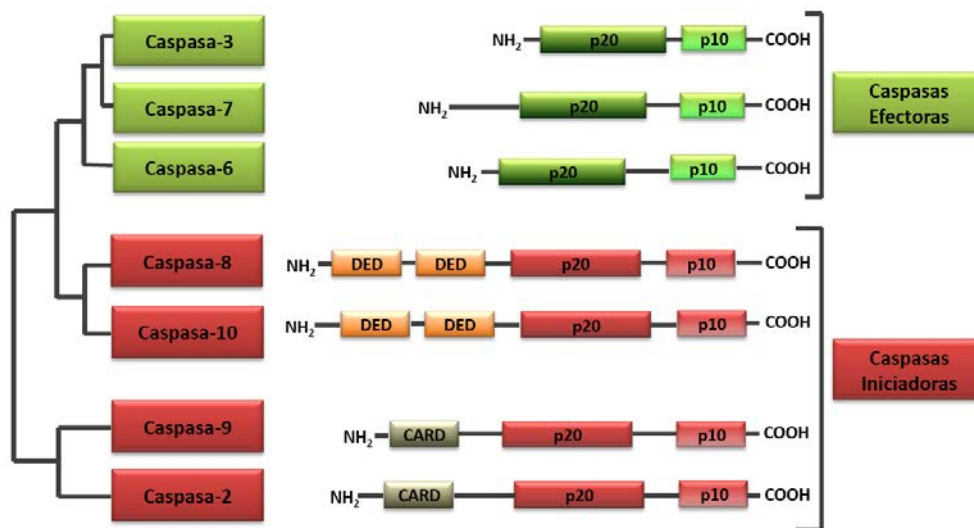 Caspasa-3
NH2 p20 p10 COOH
Caspasa-7
NH2 p20 p10 COOH
Caspasa-6
NH2 p20 p10 COOH
Caspasas
Efectoras
Caspasa-8
NH2 DED DED p20 p10 COOH
Caspasa-10
NH2 DED DED p20 p10 COOH
Caspasa-9
NH2 CARD p20 p10 COOH
Caspasa-2
NH2 CARD p20 p10 COOH
Caspasas
Iniciadoras